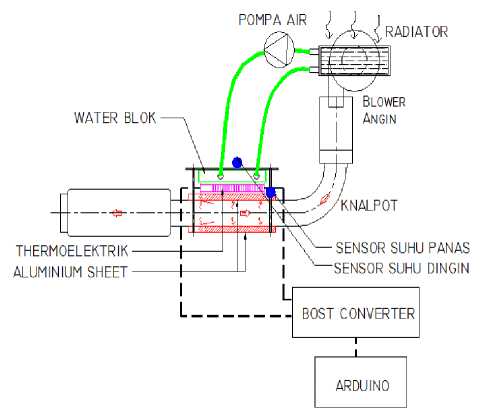 POMPA AIR
RADIATOR
BLOWER
ANGIN
WATER BLOK
KNALPOT
THERMOELEKTRIK
ALUMINIUM SHEET
SENSOR SUHU PANAS
SENSOR SUHU DINGIN
BOST CONVERTER
ARDUINO